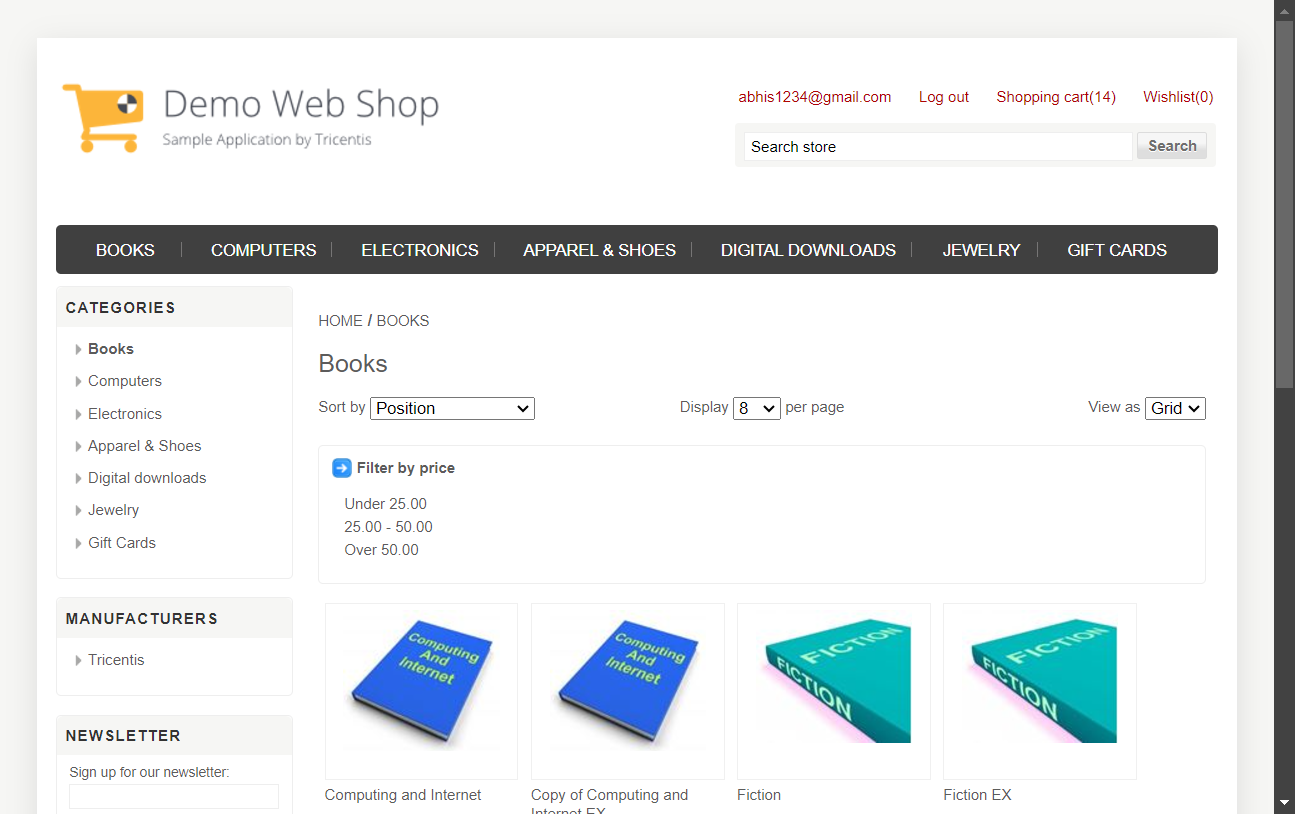 Demo Web Shop
Sample Application by Tricentis
abhis1234@gmail.com Log out Shopping cart(14) Wishlist(0)
Search store Search
BOOKS COMPUTERS ELECTRONICS APPAREL & SHOES DIGITAL DOWNLOADS JEWELRY GIFT CARDS
CATEGORIES
Books
Computers
Electronics
Apparel & Shoes
Digital downloads
Jewelry
Gift Cards
MANUFACTURERS
Tricentis
NEWSLETTER
Sign up for our newsletter:
HOME / BOOKS
Books
Sort by Position Display 8 per page View as Grid
Filter by price
Under 25.00
25.00 - 50.00
Over 50.00
Computing
And
Internet
Computing
And
Internet
FICTION
FICTION
FICTION
FICTION
Computing and Internet
Copy of Computing and
Internet EX
Fiction
Fiction EX